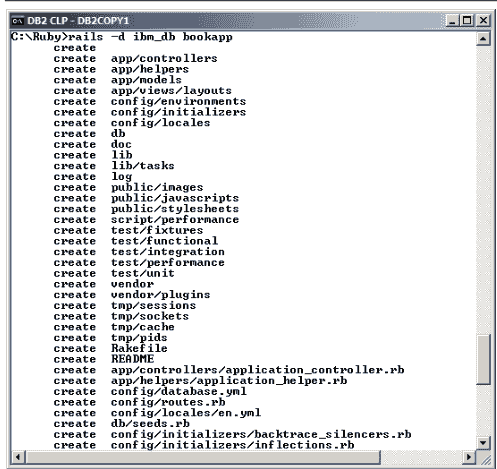 DB2 CLP - DB2COPY1
C:\Ruby>rails -d ibm_db bookapp
create
create app/controllers
create app/helpers
create app/models
create app/views/layouts
create config/environments
create config/initializers
create config/locales
create db
create doc
create lib
create lib/tasks
create log
create public/images
create public/javascripts
create public/stylesheets
create script/performance
create test/fixtures
create test/functional
create test/integration
create test/performance
create test/unit
create vendor
create vendor/plugins
create tmp/sessions
create tmp/sockets
create tmp/cache
create tmp/pids
create Rakefile
create README
create app/controllers/application_controller.rb
create app/helpers/application_helper.rb
create config/database.yml
create config/routes.rb
create config/locales/en.yml
create db/seeds.rb
create config/initializers/backtrace_silencers.rb
create config/initializers/inflections.rb